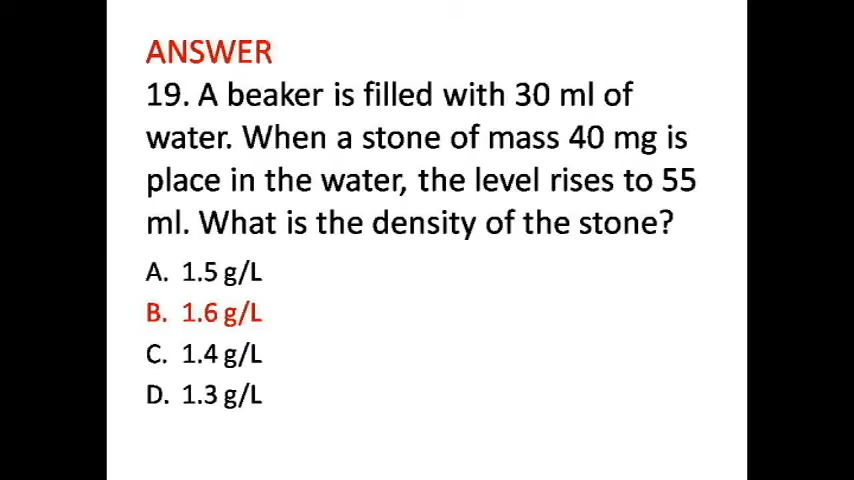 ANSWER
19. A beaker is filled with 30 ml of
water. When a stone of mass 40 mg is
place in the water, the level rises to 55
ml. What is the density of the stone?
A. 1.5 g/L
B. 1.6 g/L
C. 1.4 g/L
D. 1.3 g/L